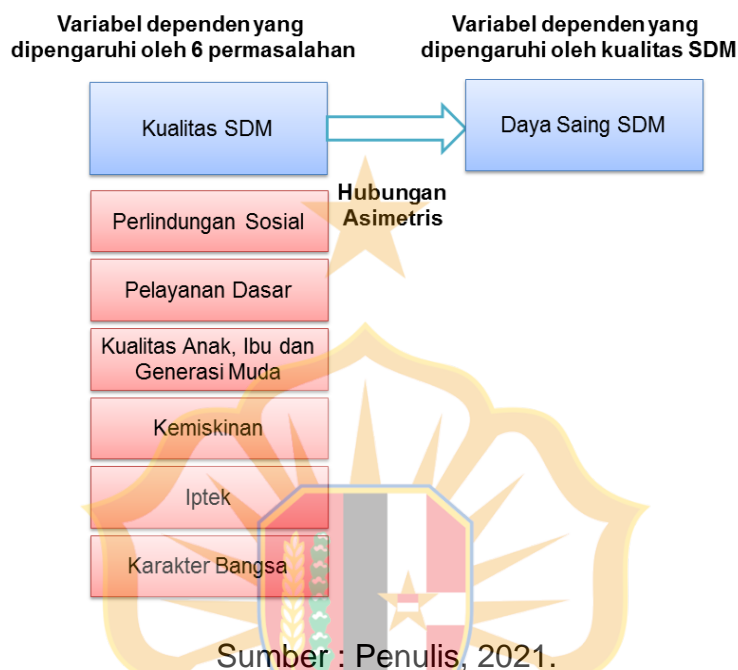 Variabel dependen yang
dipengaruhi oleh 6 permasalahan
Variabel dependen yang
dipengaruhi oleh kualitas SDM
Kualitas SDM
Daya Saing SDM
Hubungan
Asimetris
Perlindungan Sosial
Pelayanan Dasar
Kualitas Anak, Ibu dan
Generasi Muda
Kemiskinan
Iptek
Karakter Bangsa
Sumber : Penulis, 2021.